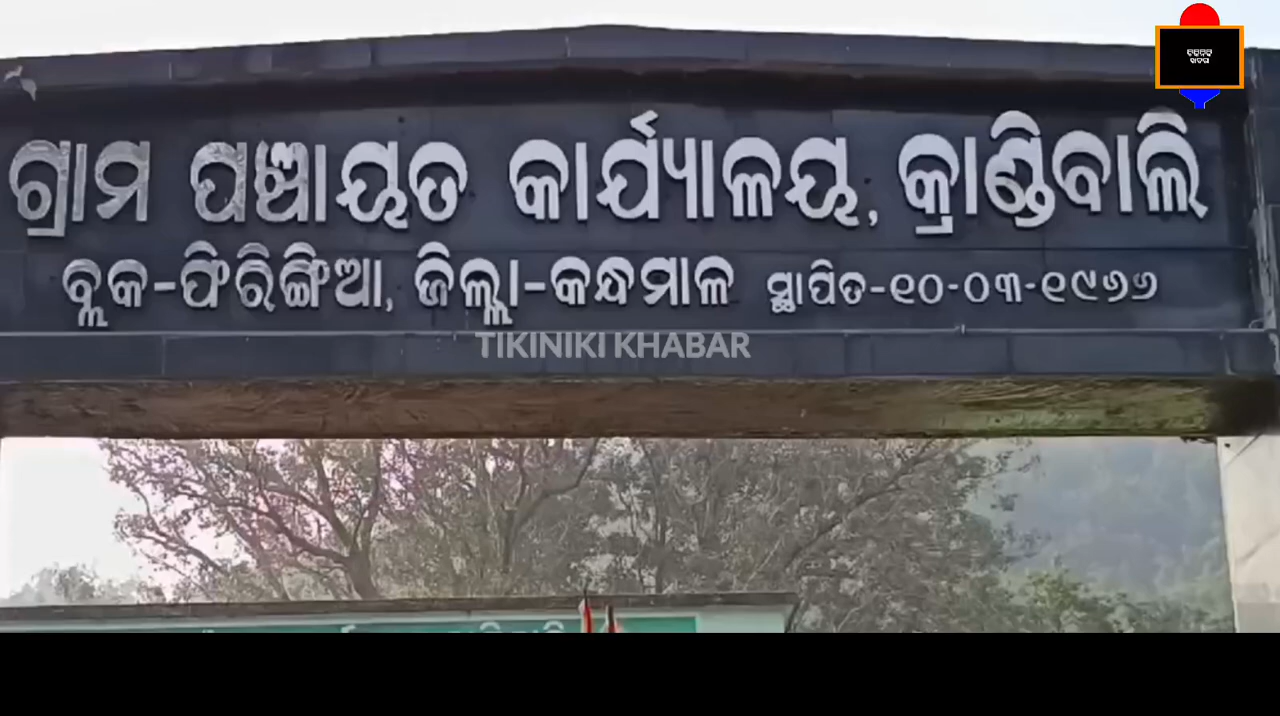 ଗ୍ରାମ ପଞ୍ଚାୟତ କାର୍ଯ୍ୟାଳୟ, କ୍ରାଣ୍ଡିବାଲି
ବ୍ଲକ-ଫିରିଙ୍ଗିଆ, ଜିଲ୍ଲା-କନ୍ଧମାଳ ସ୍ଥାପିତ-୧୦-୦୩-୧୯୬୬
TIKINIKI KHABAR